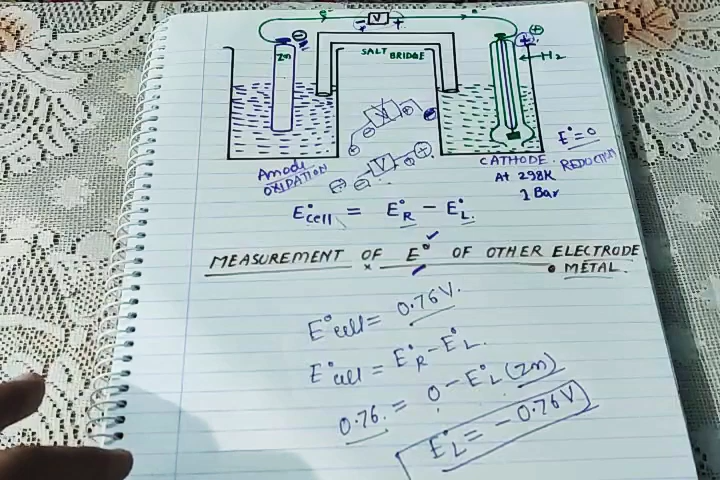 e⁻ − V + e⁻
⊖ ⊕
Zn SALT BRIDGE + H₂
V
⊖ ⊖
E° = 0
Anode CATHODE. REDUCTION
OXIDATION ⊖ ⊖ V ⊕ At 298K
1 Bar
E°cell = E°R − E°L.
MEASUREMENT OF E° OF OTHER ELECTRODE
× • METAL.
E°cell = 0.76V.
E°cell = E°R − E°L.
0.76. = 0 − E°L (Zn)
E°L = − 0.76V